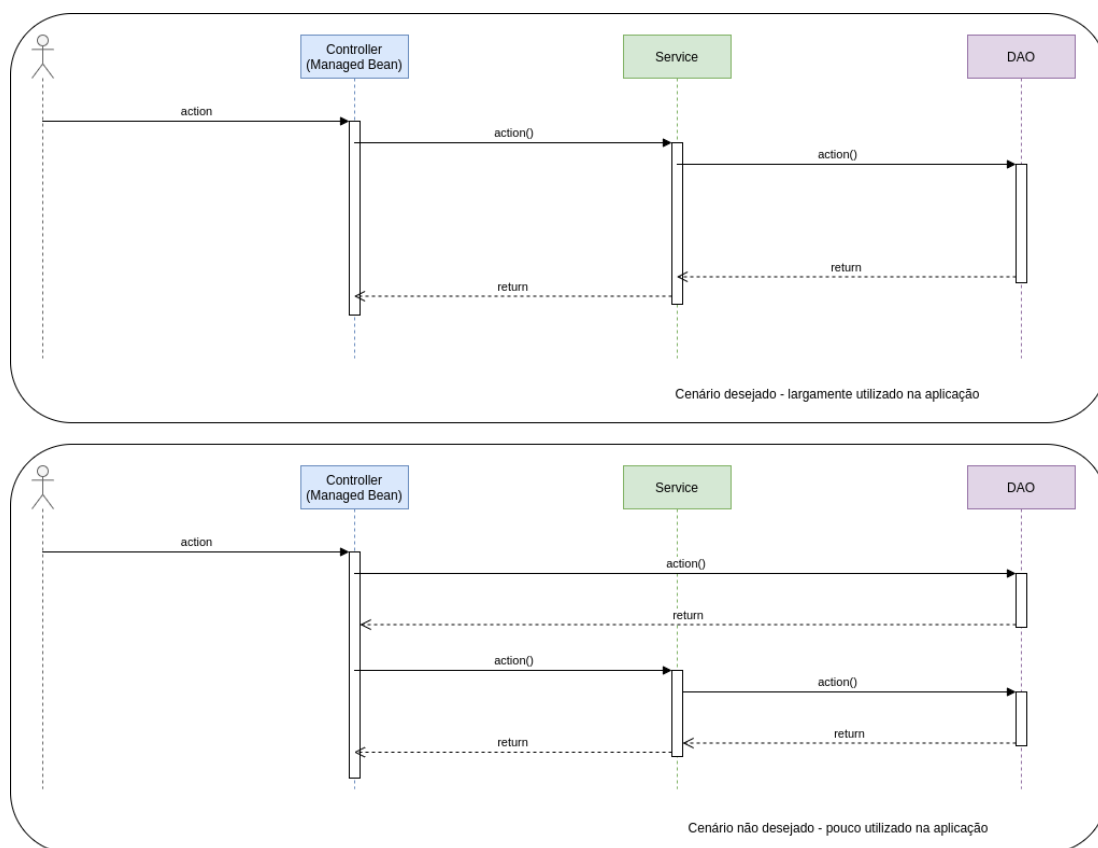 Controller
(Managed Bean)
Service
DAO
action
action()
action()
return
return
Cenário desejado - largamente utilizado na aplicação
Controller
(Managed Bean)
Service
DAO
action
action()
return
action()
action()
return
return
Cenário não desejado - pouco utilizado na aplicação